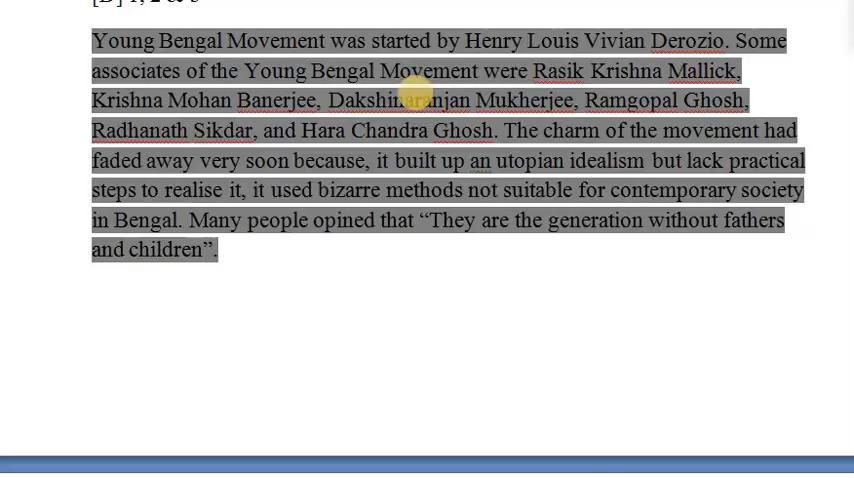 Young Bengal Movement was started by Henry Louis Vivian Derozio. Some
associates of the Young Bengal Movement were Rasik Krishna Mallick,
Krishna Mohan Banerjee, Dakshinaranjan Mukherjee, Ramgopal Ghosh,
Radhanath Sikdar, and Hara Chandra Ghosh. The charm of the movement had
faded away very soon because, it built up an utopian idealism but lack practical
steps to realise it, it used bizarre methods not suitable for contemporary society
in Bengal. Many people opined that “They are the generation without fathers
and children”.